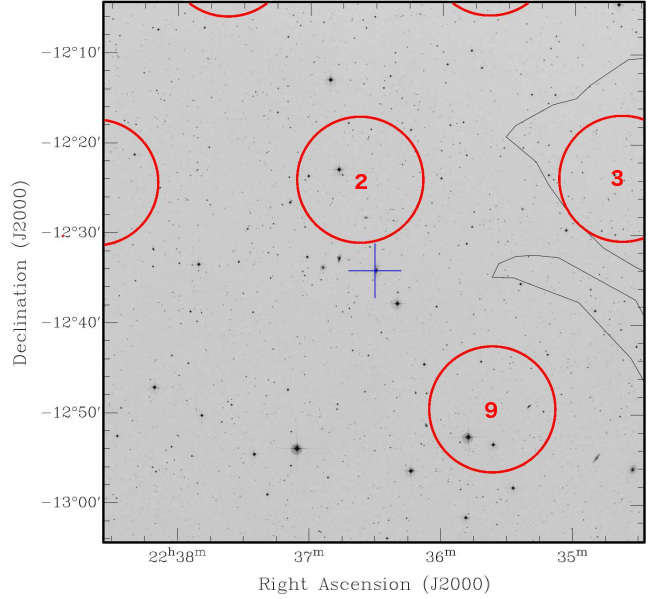 −12°10′
−12°20′
−12°30′
−12°40′
−12°50′
−13°00′
Declination (J2000)
2
3
9
22ʰ38ᵐ
37ᵐ
36ᵐ
35ᵐ
Right Ascension (J2000)